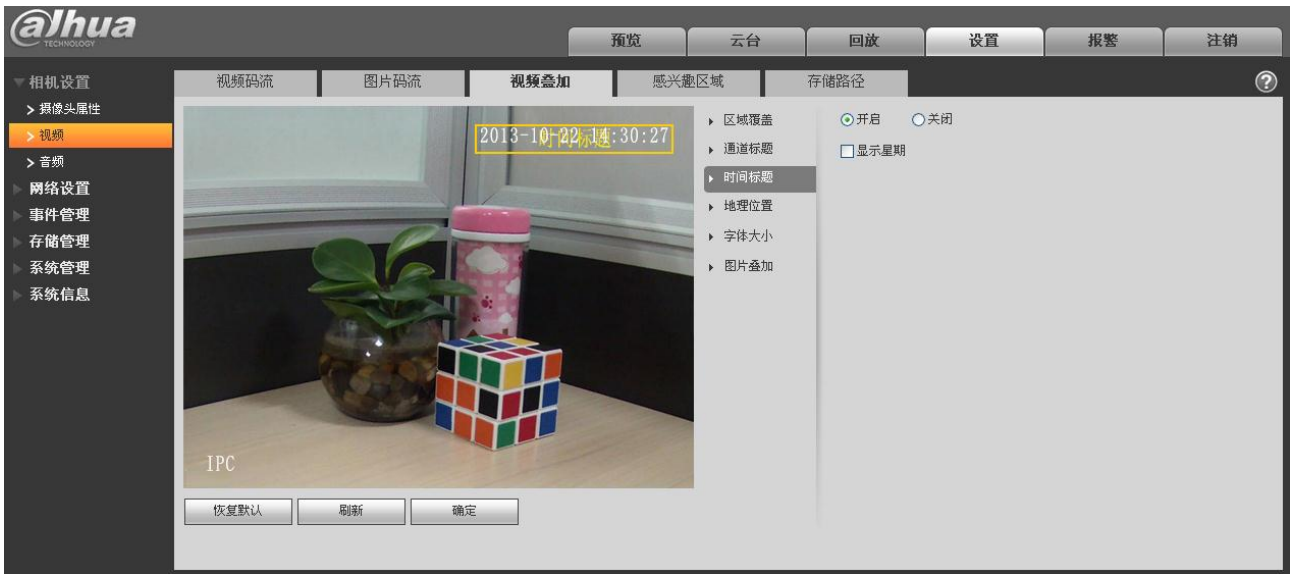 alhua
TECHNOLOGY
预览 云台 回放 设置 报警 注销
相机设置
摄像头属性
视频
音频
网络设置
事件管理
存储管理
系统管理
系统信息
视频码流 图片码流 视频叠加 感兴趣区域 存储路径
?
2013-10-22 14:30:27
时间标题
IPC
区域覆盖
通道标题
时间标题
地理位置
字体大小
图片叠加
开启 关闭
显示星期
恢复默认 刷新 确定